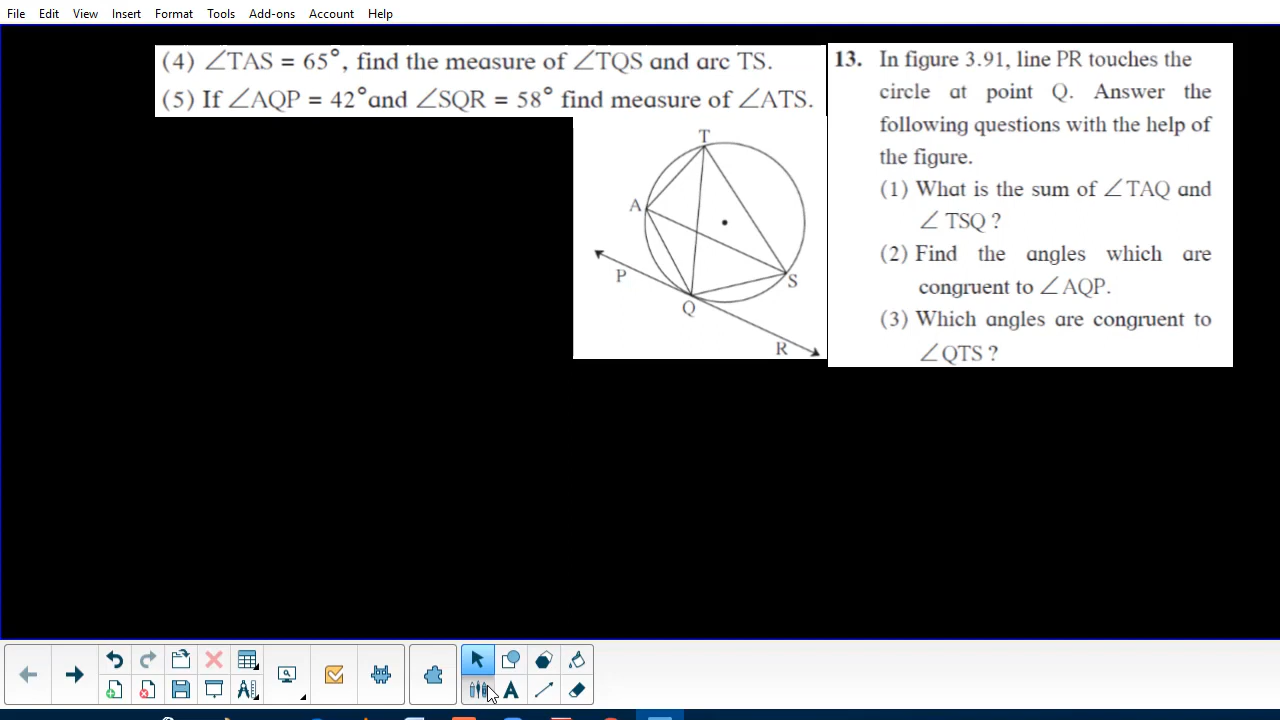 File Edit View Insert Format Tools Add-ons Account Help
(4) ∠TAS = 65°, find the measure of ∠TQS and arc TS.
(5) If ∠AQP = 42°and ∠SQR = 58° find measure of ∠ATS.
13. In figure 3.91, line PR touches the
circle at point Q. Answer the
following questions with the help of
the figure.
(1) What is the sum of ∠TAQ and
∠ TSQ ?
(2) Find the angles which are
congruent to ∠AQP.
(3) Which angles are congruent to
∠QTS ?
T
A
P
S
Q
R
A